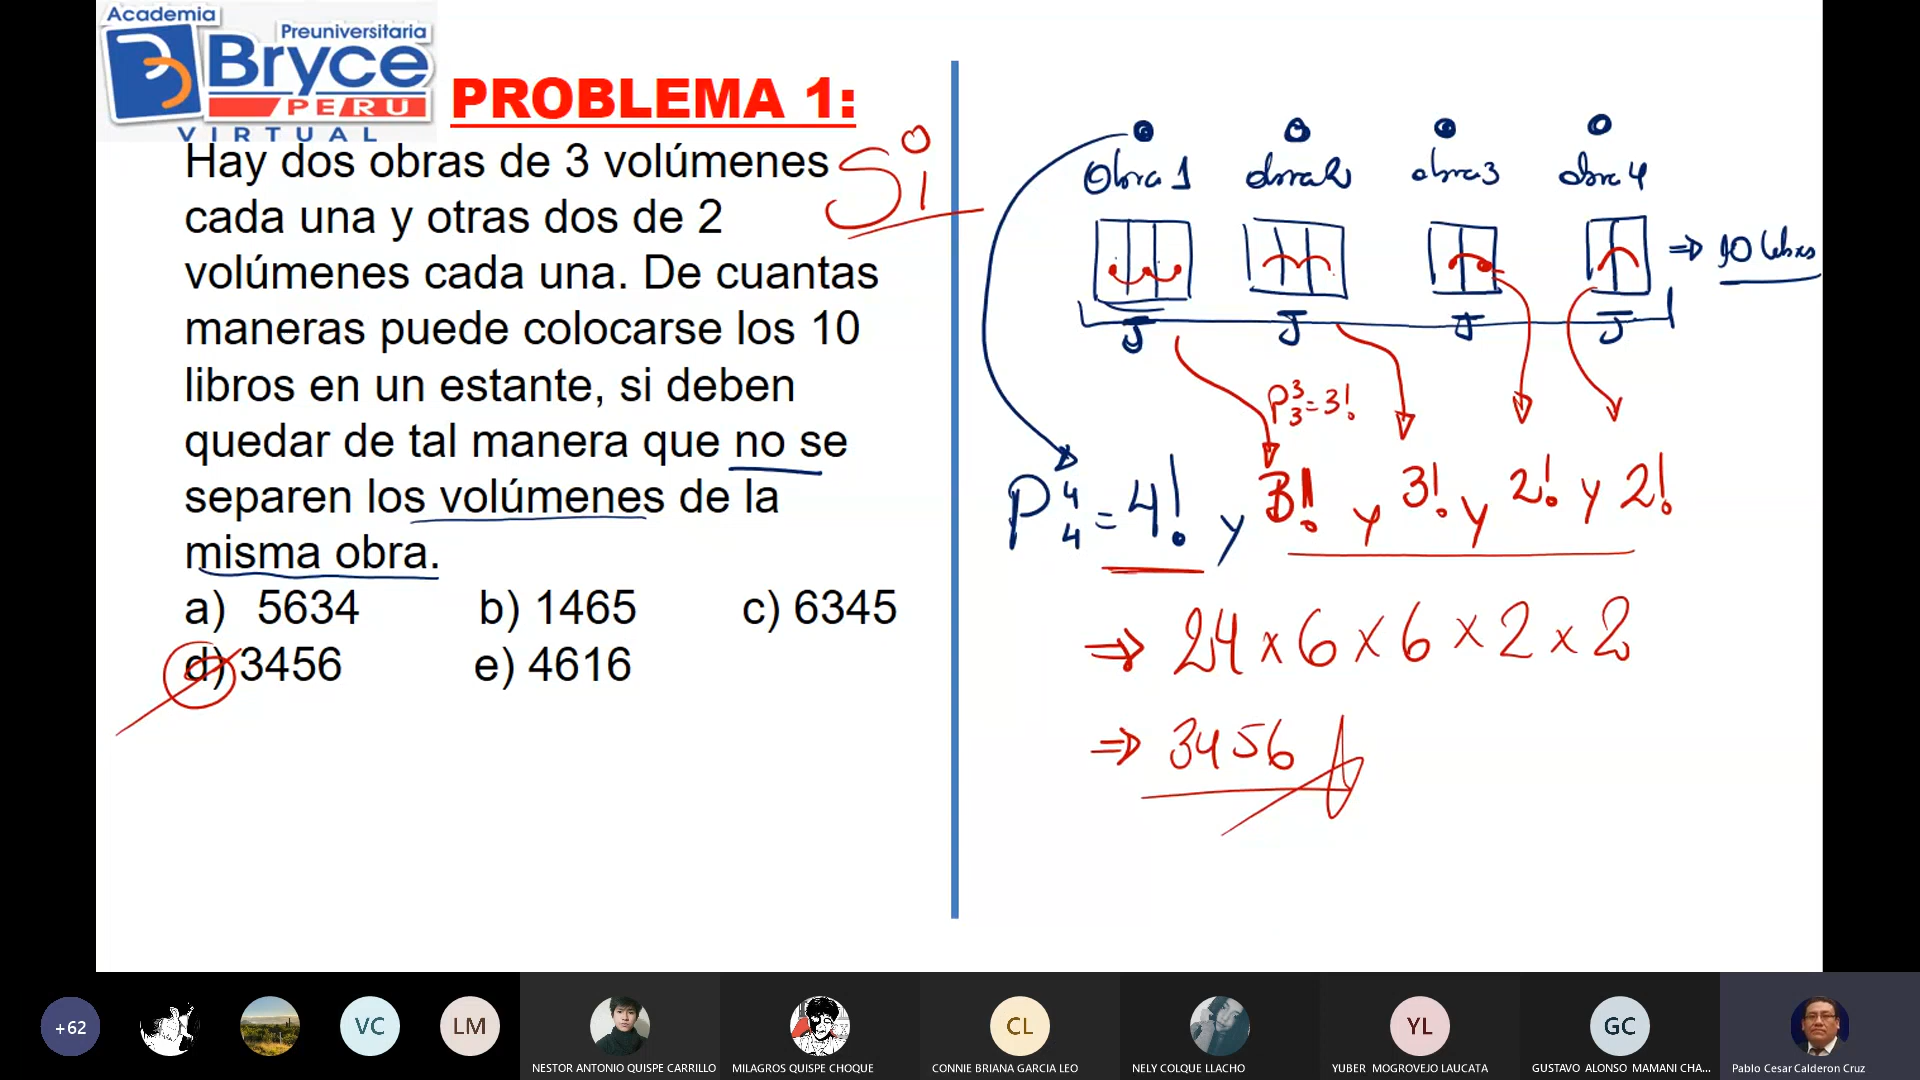 Academia
Preuniversitaria
Bryce
PERU
VIRTUAL
PROBLEMA 1:
Hay dos obras de 3 volúmenes
cada una y otras dos de 2
volúmenes cada una. De cuantas
maneras puede colocarse los 10
libros en un estante, si deben
quedar de tal manera que no se
separen los volúmenes de la
misma obra.
a) 5634 b) 1465 c) 6345
d) 3456 e) 4616
Si
Obra 1 obra 2 obra 3 obra 4
⇒ 10 libros
J J J J
P³₃ = 3!
P⁴₄ = 4! y 3! y 3! y 2! y 2!
⇒ 24 x 6 x 6 x 2 x 2
⇒ 3456
+62
VC
LM
CL
YL
GC
NESTOR ANTONIO QUISPE CARRILLO
MILAGROS QUISPE CHOQUE
CONNIE BRIANA GARCIA LEO
NELY COLQUE LLACHO
YUBER MOGROVEJO LAUCATA
GUSTAVO ALONSO MAMANI CHA...
Pablo Cesar Calderon Cruz